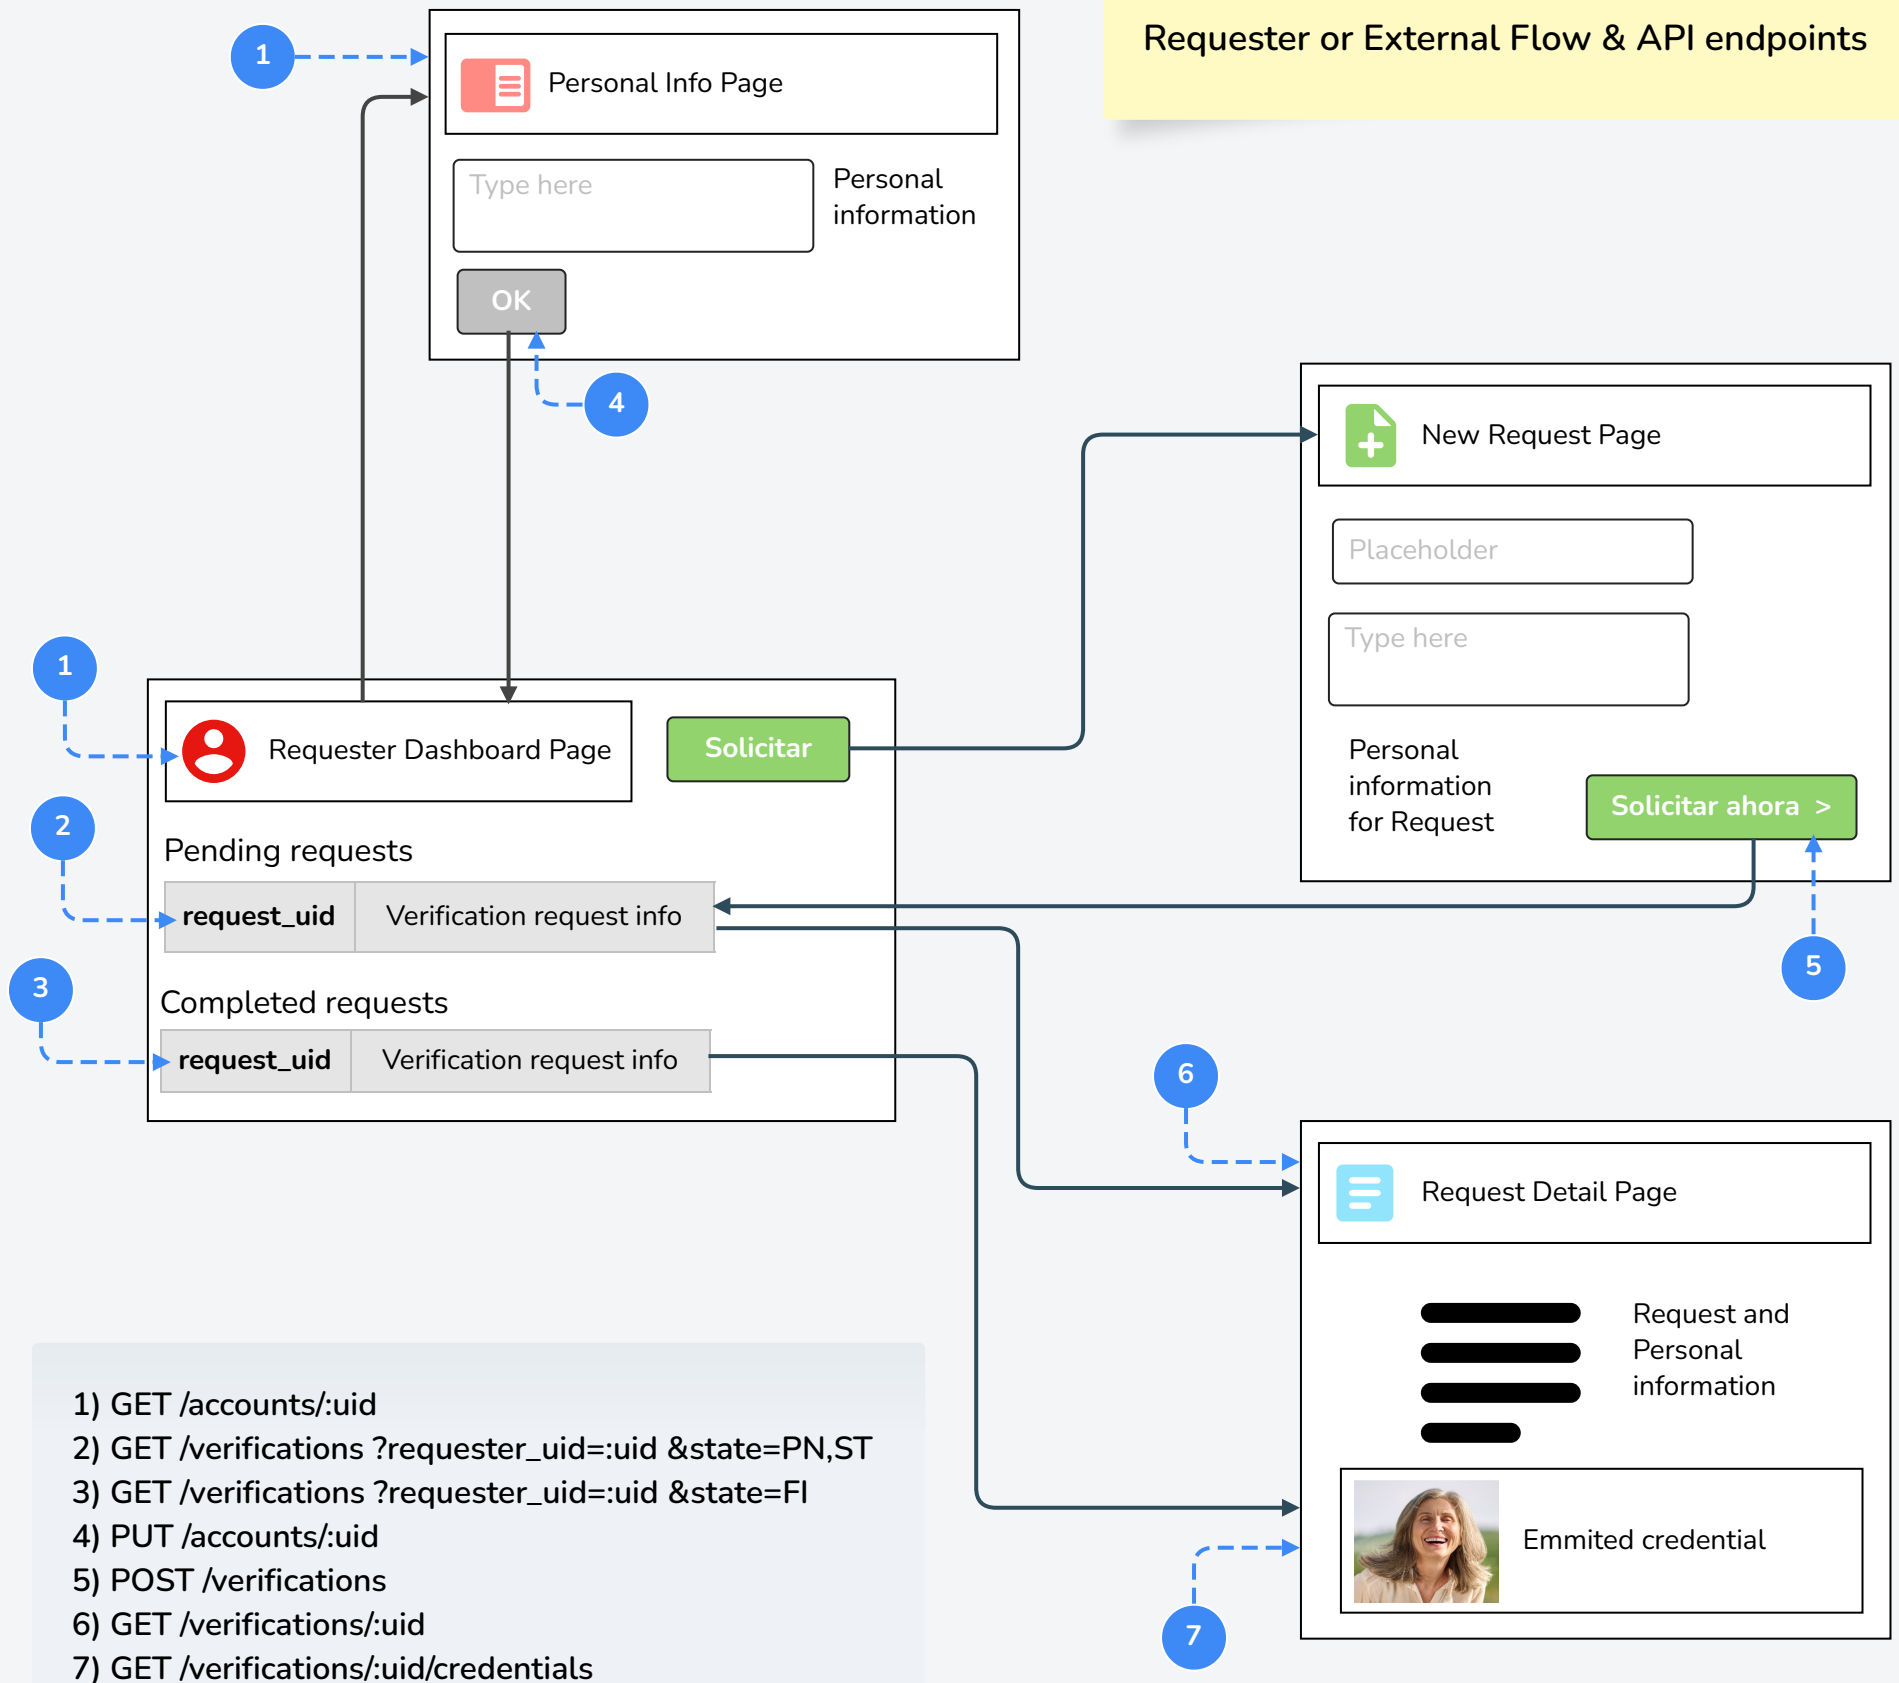 Requester or External Flow & API endpoints
1
Personal Info Page
Type here
Personal
information
OK
4
New Request Page
Placeholder
Type here
Personal
information
for Request
Solicitar ahora >
5
1
Requester Dashboard Page
Solicitar
2
Pending requests
request_uid
Verification request info
3
Completed requests
request_uid
Verification request info
6
Request Detail Page
Request and
Personal
information
Emmited credential
7
1) GET /accounts/:uid
2) GET /verifications ?requester_uid=:uid &state=PN,ST
3) GET /verifications ?requester_uid=:uid &state=FI
4) PUT /accounts/:uid
5) POST /verifications
6) GET /verifications/:uid
7) GET /verifications/:uid/credentials